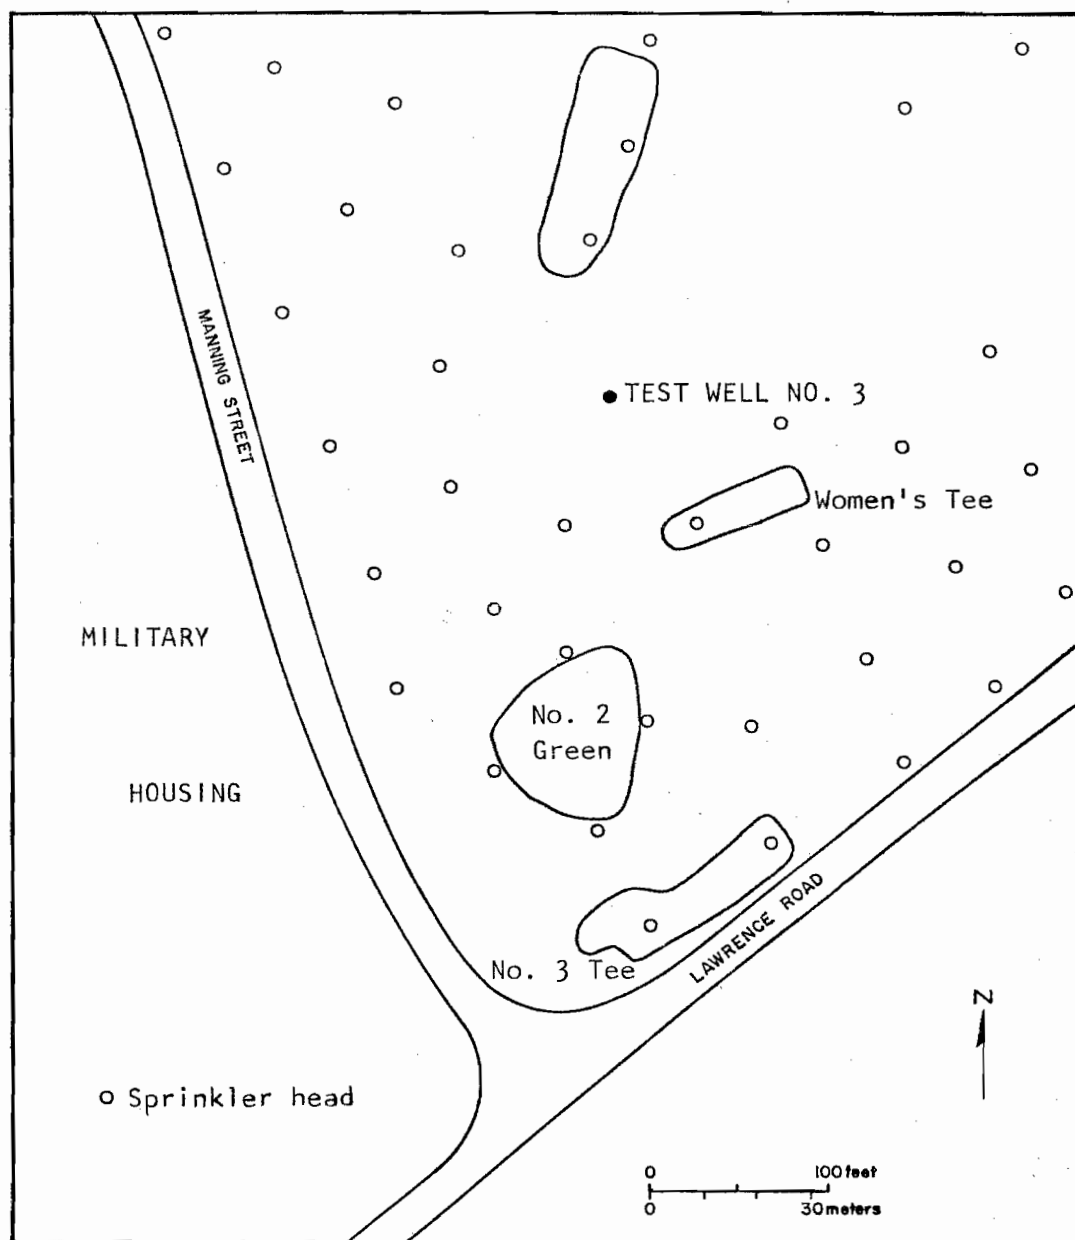 MANNING STREET
TEST WELL NO. 3
Women's Tee
MILITARY
HOUSING
No. 2
Green
No. 3 Tee
LAWRENCE ROAD
N
Sprinkler head
0 100 feet
0 30 meters